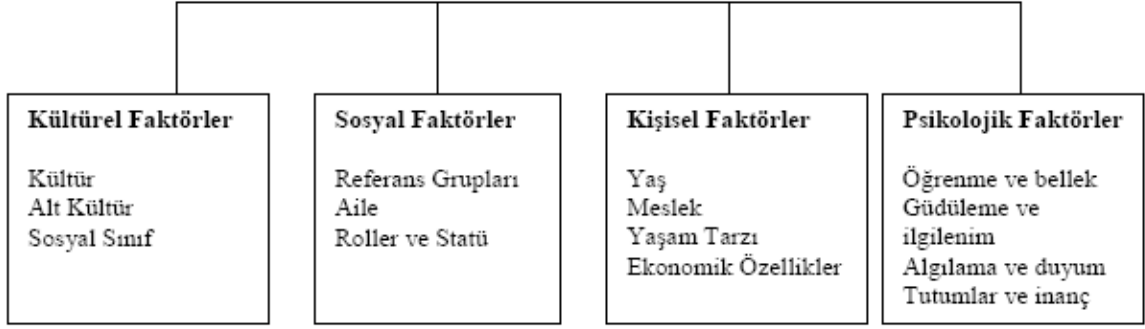 Kültürel Faktörler
Kültür
Alt Kültür
Sosyal Sınıf
Sosyal Faktörler
Referans Grupları
Aile
Roller ve Statü
Kişisel Faktörler
Yaş
Meslek
Yaşam Tarzı
Ekonomik Özellikler
Psikolojik Faktörler
Öğrenme ve bellek
Güdüleme ve
ilgilenim
Algılama ve duyum
Tutumlar ve inanç